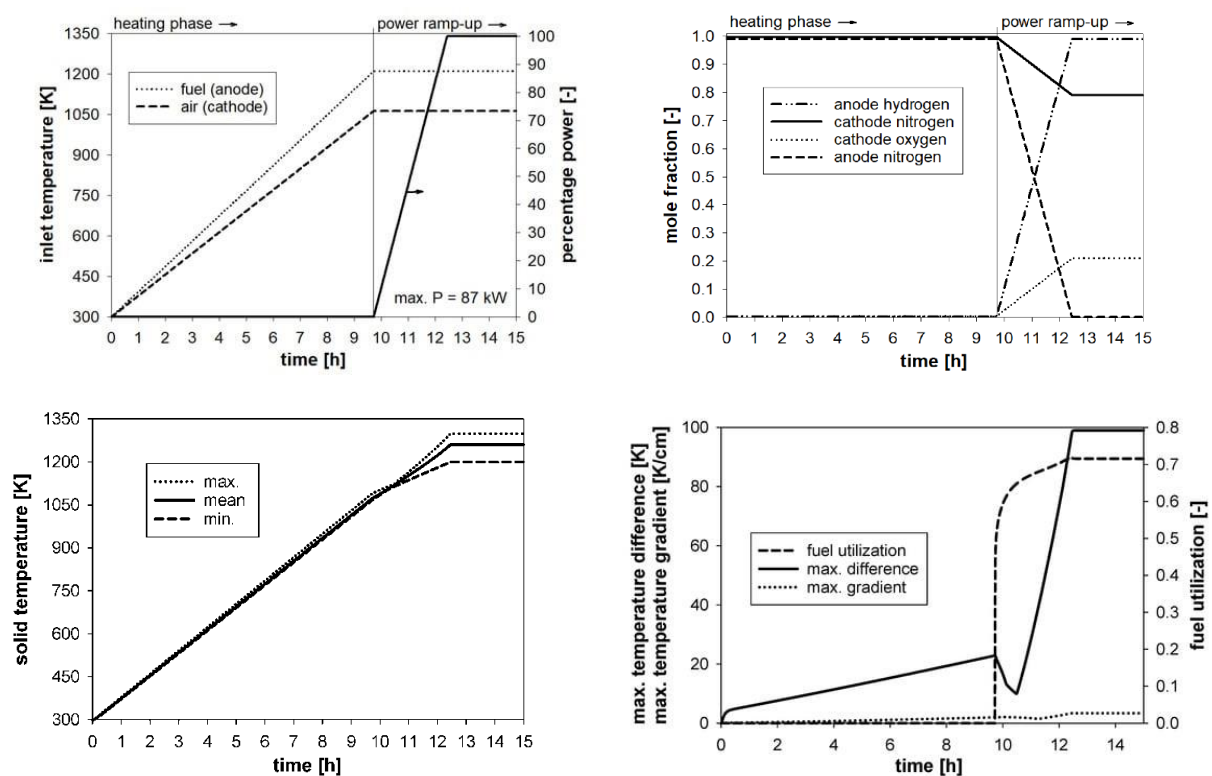 heating phase →
power ramp-up →
1350
1200
1050
900
750
600
450
300
inlet temperature [K]
fuel (anode)
air (cathode)
max. P = 87 kW
100
90
80
70
60
50
40
30
20
10
0
percentage power [-]
0 1 2 3 4 5 6 7 8 9 10 11 12 13 14 15
time [h]
heating phase →
power ramp-up →
1.0
0.9
0.8
0.7
0.6
0.5
0.4
0.3
0.2
0.1
0.0
mole fraction [-]
anode hydrogen
cathode nitrogen
cathode oxygen
anode nitrogen
0 1 2 3 4 5 6 7 8 9 10 11 12 13 14 15
time [h]
1350
1200
1050
900
750
600
450
300
solid temperature [K]
max.
mean
min.
0 1 2 3 4 5 6 7 8 9 10 11 12 13 14 15
time [h]
100
80
60
40
20
0
max. temperature difference [K]
max. temperature gradient [K/cm]
fuel utilization
max. difference
max. gradient
0.8
0.7
0.6
0.5
0.4
0.3
0.2
0.1
0.0
fuel utilization [-]
0 2 4 6 8 10 12 14
time [h]